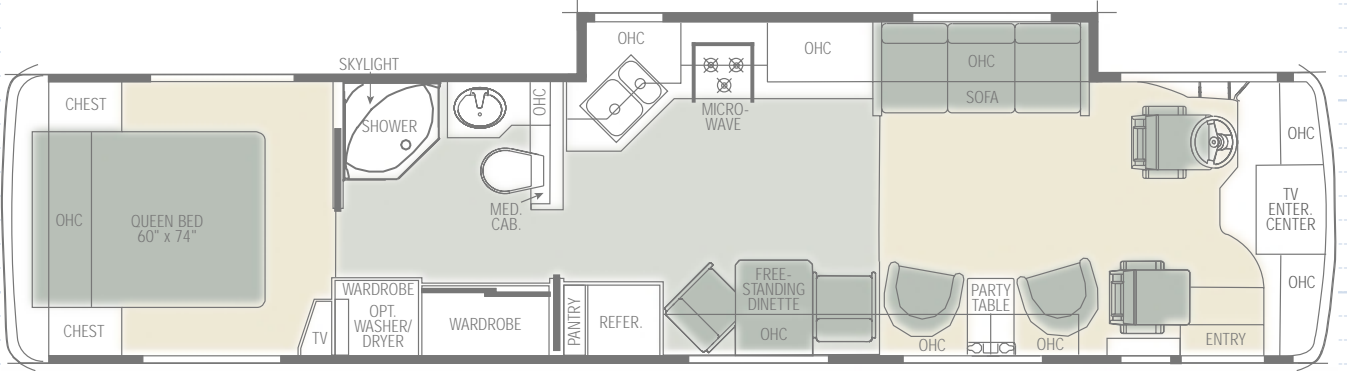 CHEST
OHC
QUEEN BED
60" x 74"
CHEST
TV
SKYLIGHT
SHOWER
OHC
MED.
CAB.
WARDROBE
OPT.
WASHER/
DRYER
WARDROBE
PANTRY
REFER.
OHC
MICRO-
WAVE
OHC
FREE-
STANDING
DINETTE
OHC
OHC
SOFA
OHC
PARTY
TABLE
OHC
ENTRY
OHC
TV
ENTER.
CENTER
OHC